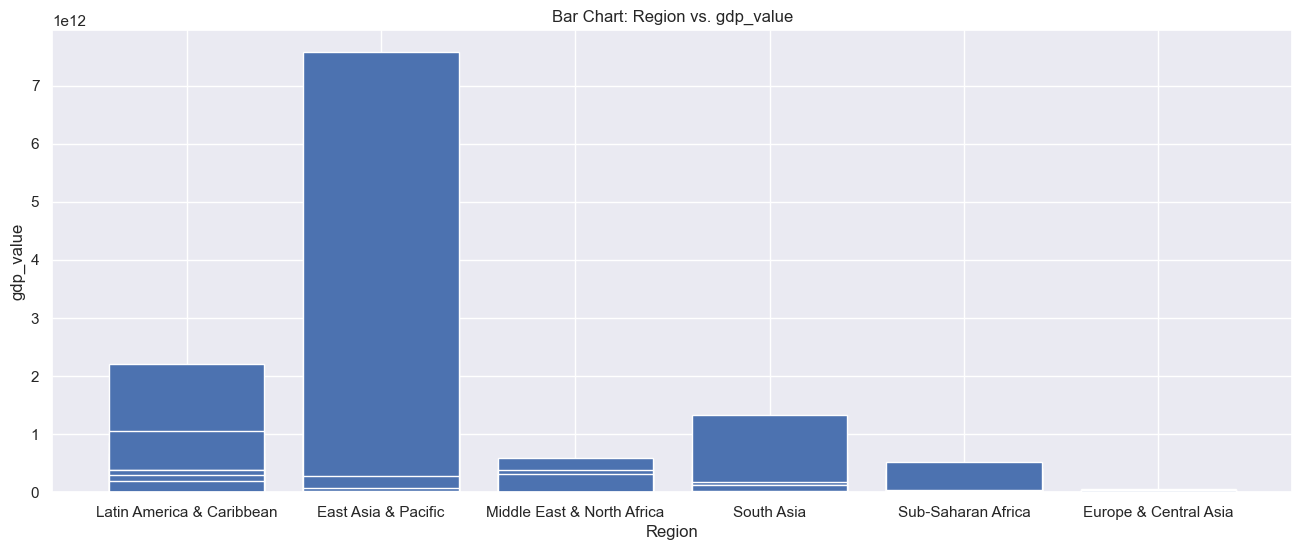 Bar Chart: Region vs. gdp_value
1e12
7
6
5
4
3
2
1
0
gdp_value
Latin America & Caribbean East Asia & Pacific Middle East & North Africa South Asia Sub-Saharan Africa Europe & Central Asia
Region